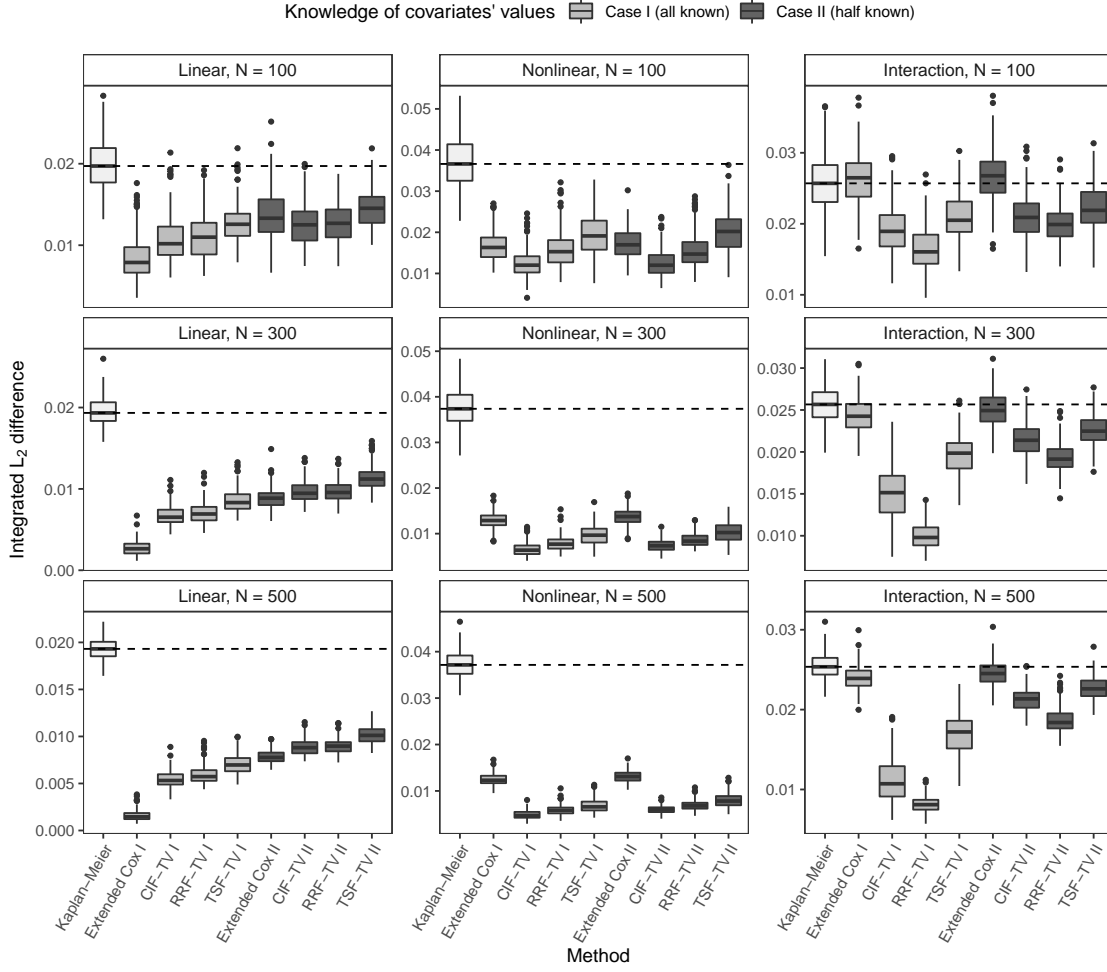 Knowledge of covariates' values Case I (all known) Case II (half known)
Linear, N = 100
Nonlinear, N = 100
Interaction, N = 100
0.02
0.01
0.05
0.04
0.03
0.02
0.01
0.03
0.02
0.01
Linear, N = 300
Nonlinear, N = 300
Interaction, N = 300
0.02
0.01
0.00
0.05
0.04
0.03
0.02
0.01
0.030
0.025
0.020
0.015
0.010
Linear, N = 500
Nonlinear, N = 500
Interaction, N = 500
0.020
0.015
0.010
0.005
0.000
0.04
0.03
0.02
0.01
0.03
0.02
0.01
Integrated L2 difference
Kaplan−Meier
Extended Cox I
CIF−TV I
RRF−TV I
TSF−TV I
Extended Cox II
CIF−TV II
RRF−TV II
TSF−TV II
Kaplan−Meier
Extended Cox I
CIF−TV I
RRF−TV I
TSF−TV I
Extended Cox II
CIF−TV II
RRF−TV II
TSF−TV II
Kaplan−Meier
Extended Cox I
CIF−TV I
RRF−TV I
TSF−TV I
Extended Cox II
CIF−TV II
RRF−TV II
TSF−TV II
Method